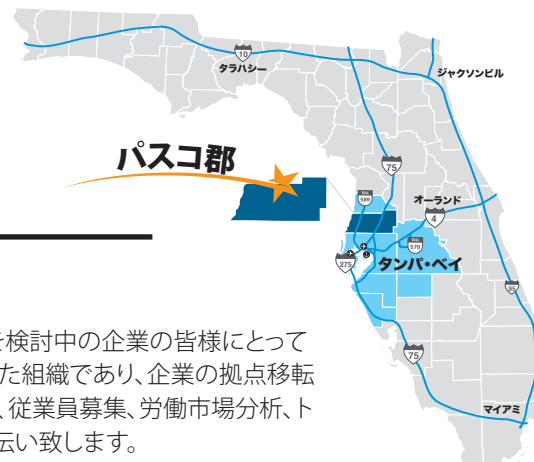 10
タラハシー
ジャクソンビル
パスコ郡
75
TOLL
589
オーランド
4
TOLL
570
275
タンパ・ベイ
95
を検討中の企業の皆様にとって
た組織であり、企業の拠点移転
、従業員募集、労働市場分析、ト
伝い致します。
75
マイアミ